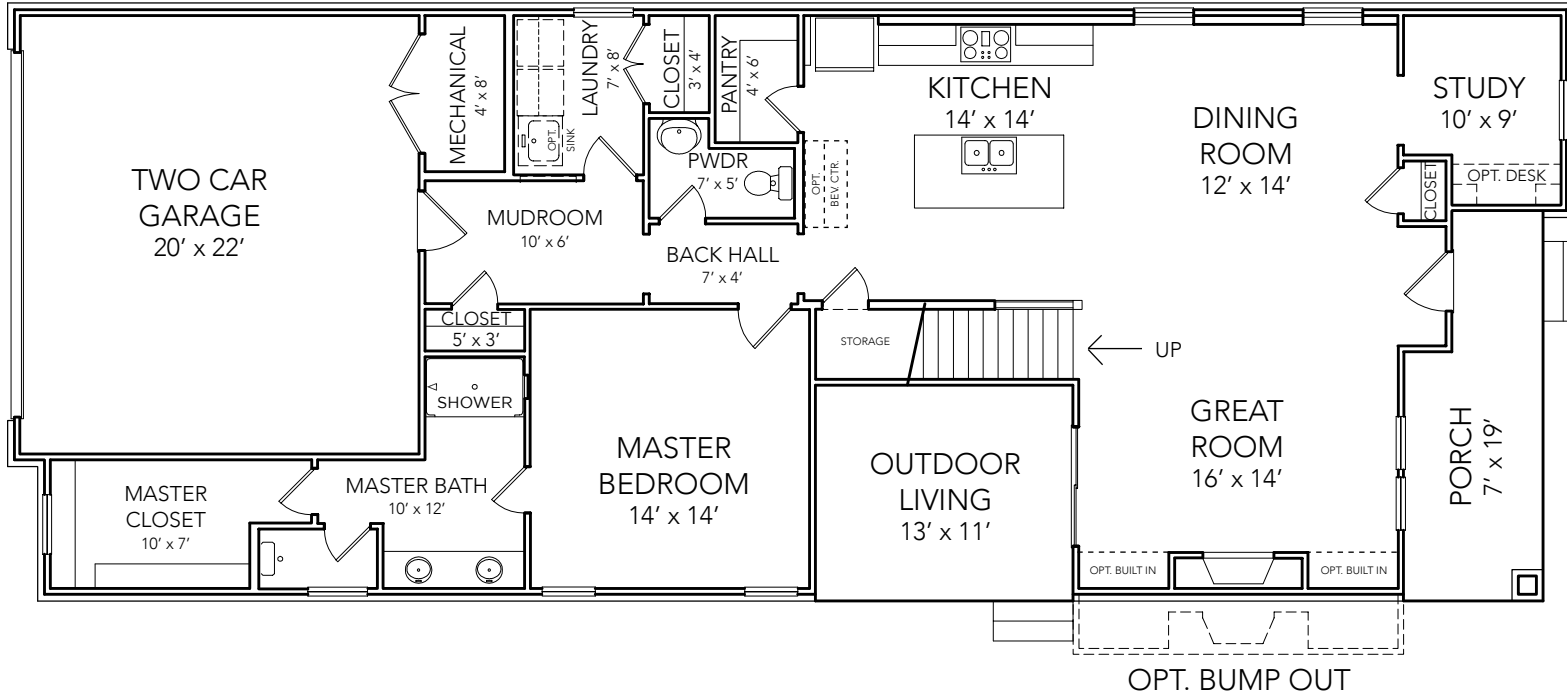 TWO CAR
GARAGE
20’ x 22’
MECHANICAL
4’ x 8’
LAUNDRY
7’ x 8’
OPT.
SINK
CLOSET
3’ x 4’
PANTRY
4’ x 6’
PWDR
7’ x 5’
OPT.
BEV. CTR.
KITCHEN
14’ x 14’
DINING
ROOM
12’ x 14’
STUDY
10’ x 9’
OPT. DESK
CLOSET
MUDROOM
10’ x 6’
BACK HALL
7’ x 4’
CLOSET
5’ x 3’
STORAGE
UP
SHOWER
MASTER
BEDROOM
14’ x 14’
OUTDOOR
LIVING
13’ x 11’
GREAT
ROOM
16’ x 14’
PORCH
7’ x 19’
MASTER
CLOSET
10’ x 7’
MASTER BATH
10’ x 12’
OPT. BUILT IN
OPT. BUILT IN
OPT. BUMP OUT